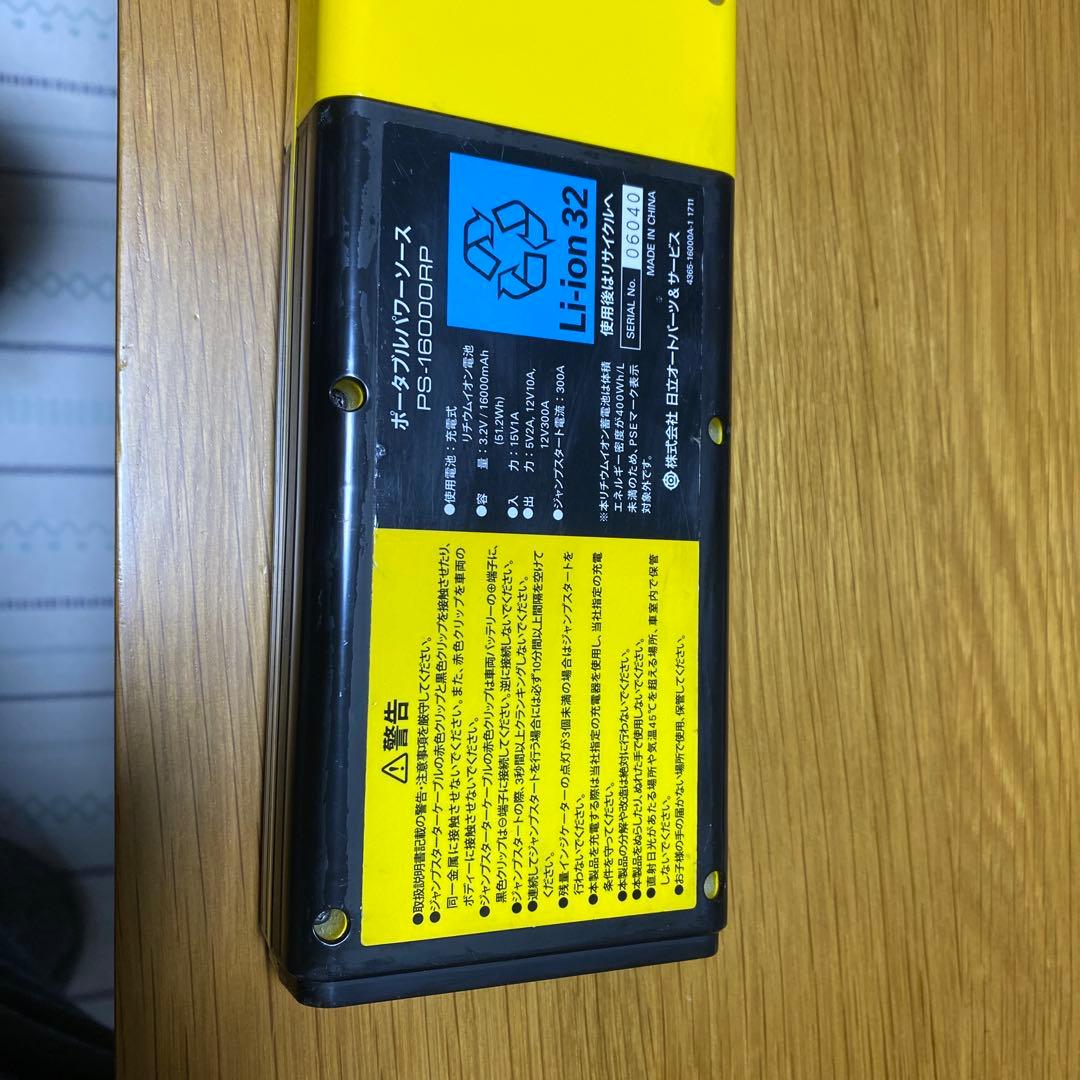 ポータブルパワーソース
PS-16000RP
●使用電池：充電式
リチウムイオン電池
●容　量：3.2V / 16000mAh
(51.2Wh)
●入　力：15V1A
●出　力：5V2A, 12V10A,
12V300A
●ジャンプスタート電流：300A
※本リチウムイオン蓄電池は体積
エネルギー密度が400Wh/L
未満のため、PSEマーク表示
対象外です。
株式会社 日立オートパーツ&サービス
Li-ion 32
使用後はリサイクルへ
SERIAL No. 06040
MADE IN CHINA
4365-16000A-1 1711
⚠警告
●取扱説明書記載の警告・注意事項を厳守してください。
●ジャンプスターターケーブルの赤色クリップと黒色クリップを接触させたり、
同一金属に接触させないでください。また、赤色クリップを車両の
ボディーに接触させないでください。
●ジャンプスターターケーブルの赤色クリップは車両バッテリーの⊕端子に、
黒色クリップは⊖端子に接続してください。逆に接続しないでください。
●ジャンプスタートの際、3秒間以上クランキングしないでください。
●連続してジャンプスタートを行う場合には必ず10分間以上間隔を空けて
ください。
●残量インジケーターの点灯が3個未満の場合はジャンプスタートを
行わないでください。
●本製品を充電する際は当社指定の充電器を使用し、当社指定の充電
条件を守ってください。
●本製品の分解や改造は絶対に行わないでください。
●本製品をぬらしたり、ぬれた手で使用しないでください。
●直射日光があたる場所や気温45℃を超える場所、車室内で保管
しないでください。
●お子様の手の届かない場所で使用、保管してください。